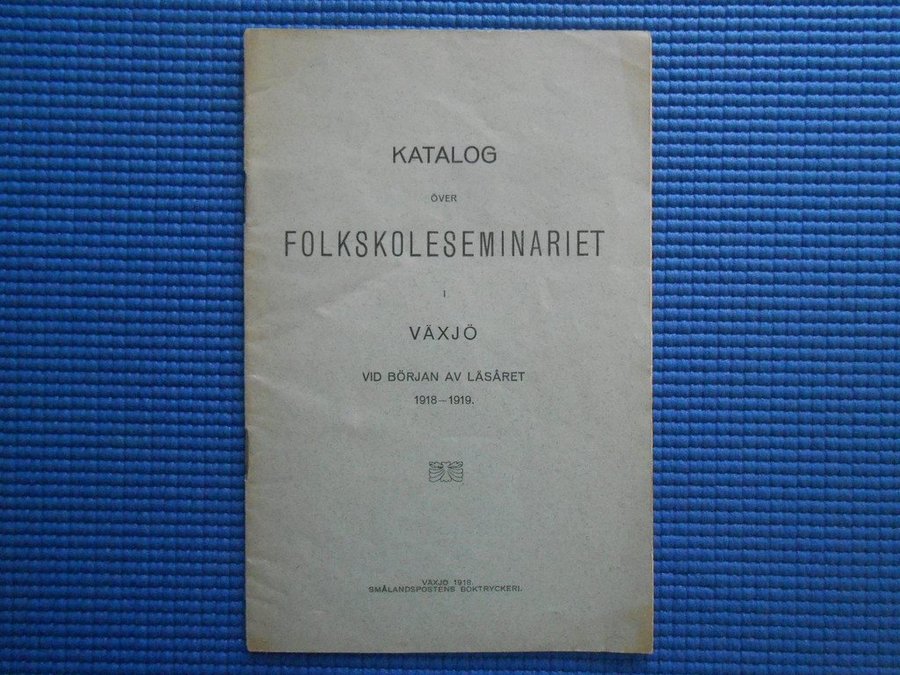 KATALOG
ÖVER
FOLKSKOLESEMINARIET
I
VÄXJÖ
VID BÖRJAN AV LÄSÅRET
1918—1919.
VÄXJÖ 1918.
SMÅLANDSPOSTENS BOKTRYCKERI.